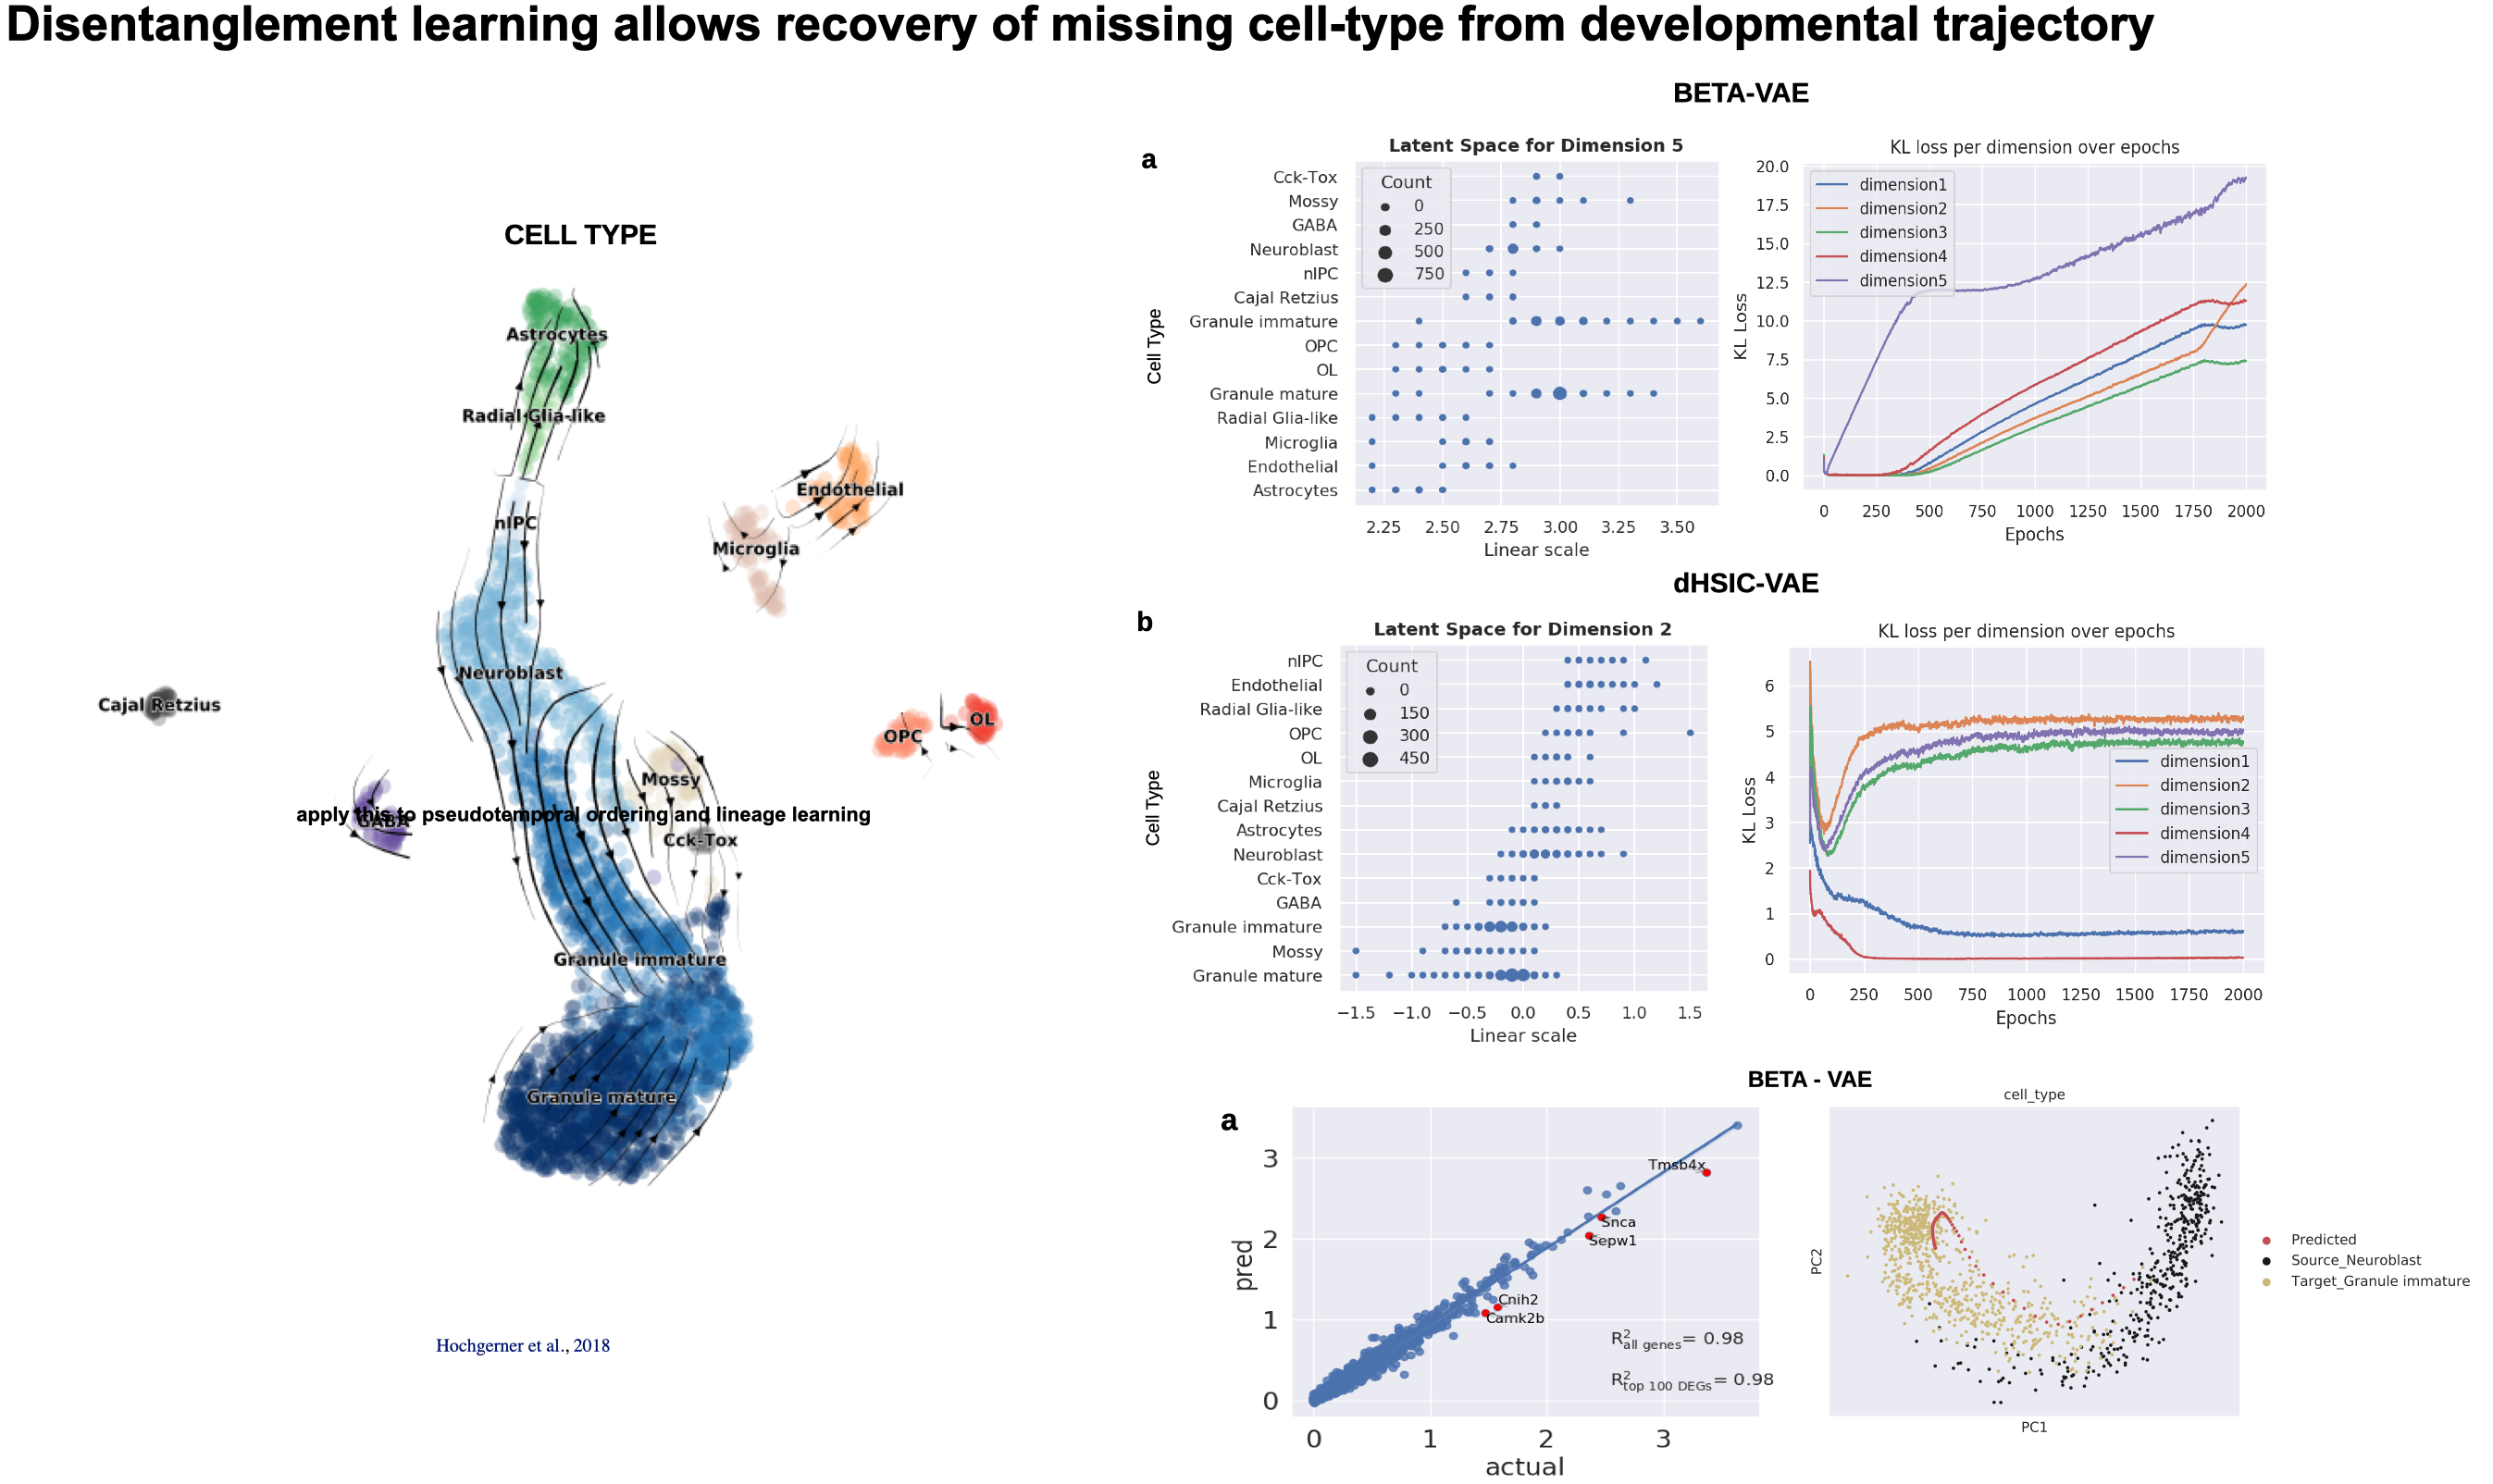 Disentanglement learning allows recovery of missing cell-type from developmental trajectory
CELL TYPE
Astrocytes
Radial Glia-like
nIPC
Endothelial
Microglia
Neuroblast
Cajal Retzius
OPC
OL
Mossy
apply this to pseudotemporal ordering and lineage learning
GABA
Cck-Tox
Granule immature
Granule mature
Hochgerner et al., 2018
BETA-VAE
a
Latent Space for Dimension 5
Cell Type
Cck-Tox
Mossy
GABA
Neuroblast
nIPC
Cajal Retzius
Granule immature
OPC
OL
Granule mature
Radial Glia-like
Microglia
Endothelial
Astrocytes
Count
0
250
500
750
2.25 2.50 2.75 3.00 3.25 3.50
Linear scale
KL loss per dimension over epochs
KL Loss
20.0
17.5
15.0
12.5
10.0
7.5
5.0
2.5
0.0
dimension1
dimension2
dimension3
dimension4
dimension5
0 250 500 750 1000 1250 1500 1750 2000
Epochs
dHSIC-VAE
b
Latent Space for Dimension 2
Cell Type
nIPC
Endothelial
Radial Glia-like
OPC
OL
Microglia
Cajal Retzius
Astrocytes
Neuroblast
Cck-Tox
GABA
Granule immature
Mossy
Granule mature
Count
0
150
300
450
−1.5 −1.0 −0.5 0.0 0.5 1.0 1.5
Linear scale
KL loss per dimension over epochs
KL Loss
6
5
4
3
2
1
0
dimension1
dimension2
dimension3
dimension4
dimension5
0 250 500 750 1000 1250 1500 1750 2000
Epochs
BETA - VAE
a
pred
3
2
1
0
Tmsb4x
Snca
Sepw1
Cnih2
Camk2b
R² all genes= 0.98
R² top 100 DEGs= 0.98
0 1 2 3
actual
cell_type
PC2
PC1
Predicted
Source_Neuroblast
Target_Granule immature